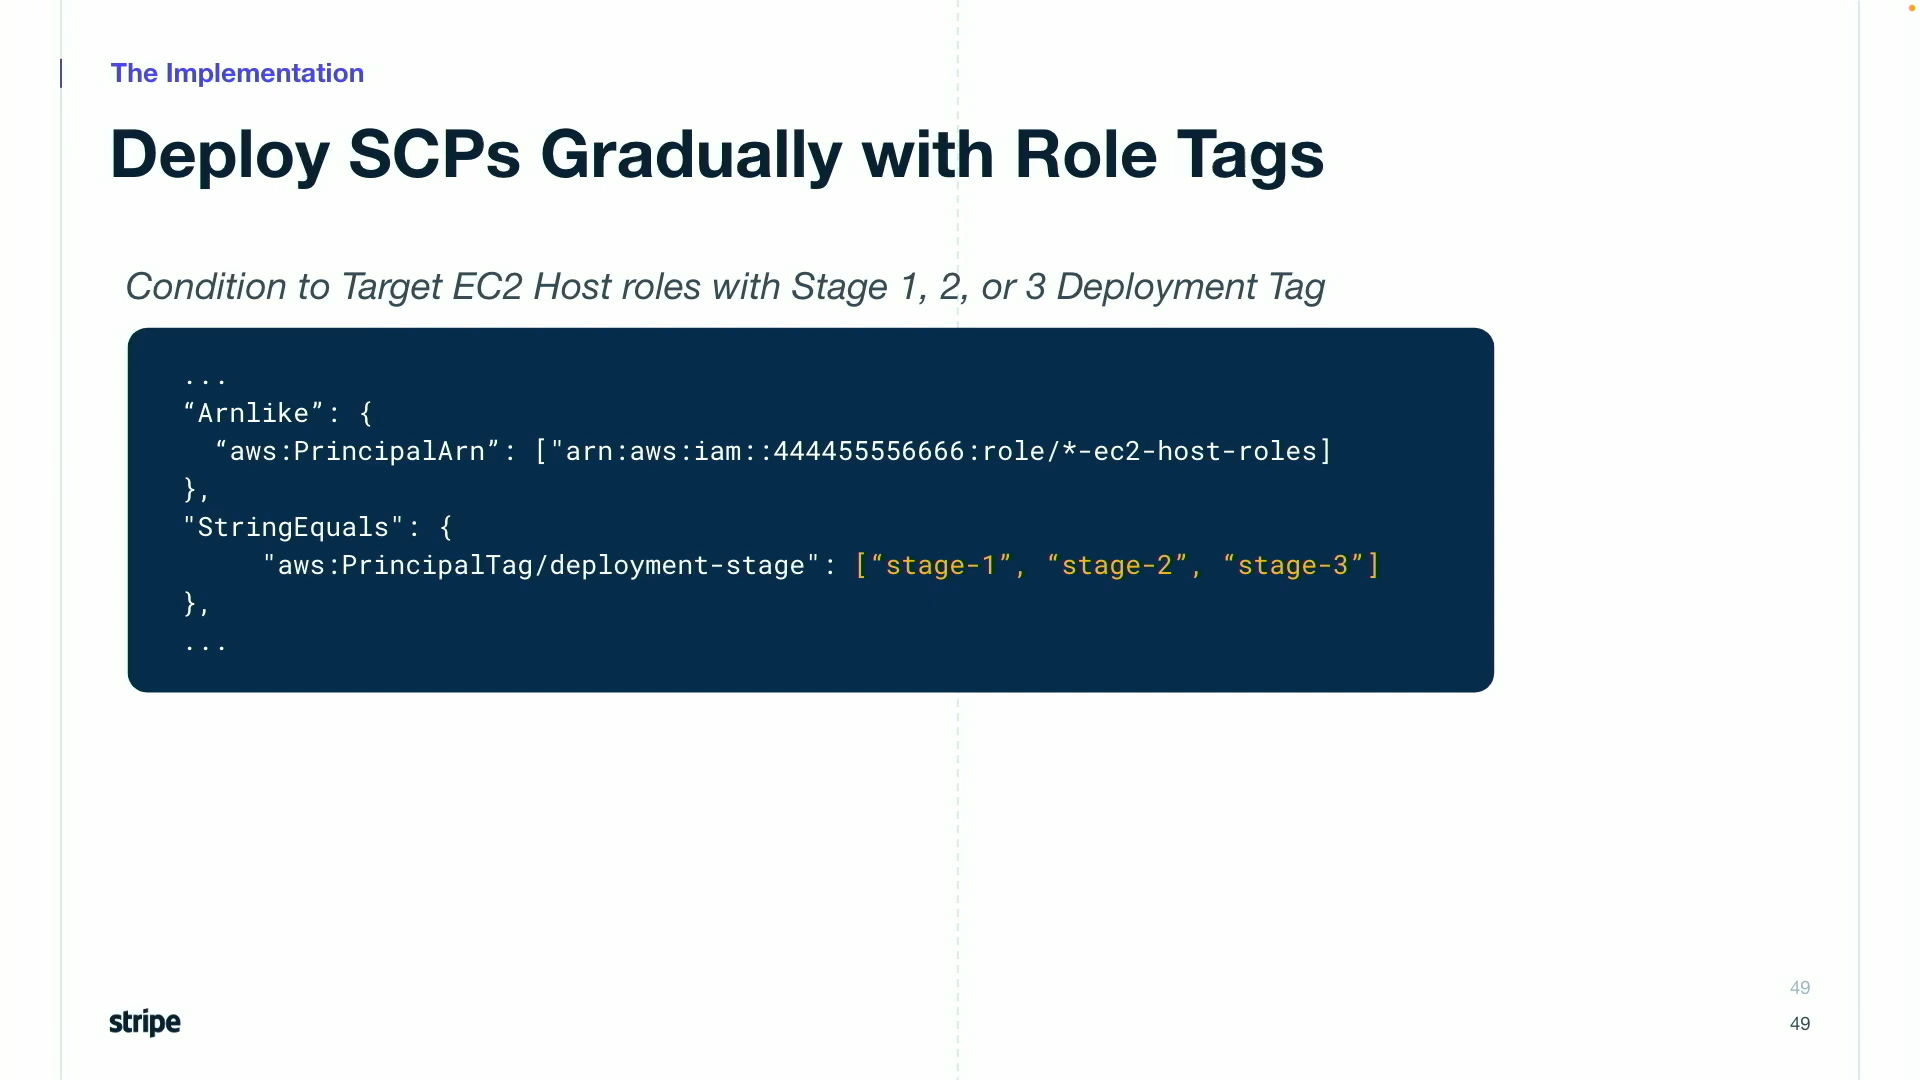 The Implementation
Deploy SCPs Gradually with Role Tags
Condition to Target EC2 Host roles with Stage 1, 2, or 3 Deployment Tag
...
“Arnlike”: {
  “aws:PrincipalArn”: ["arn:aws:iam::444455556666:role/*-ec2-host-roles]
},
"StringEquals": {
     "aws:PrincipalTag/deployment-stage": [“stage-1”, “stage-2”, “stage-3”]
},
...
49
stripe
49